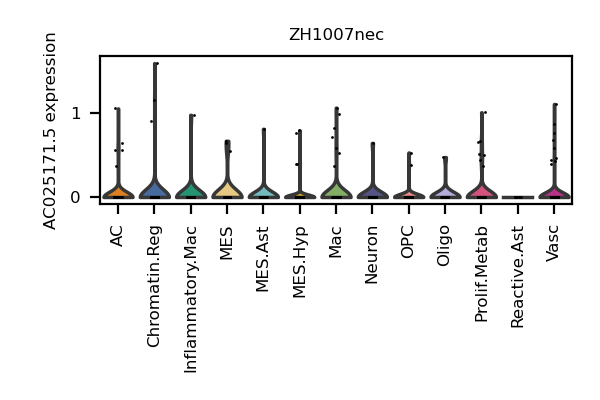 ZH1007nec
AC025171.5 expression
1
0
AC
Chromatin.Reg
Inflammatory.Mac
MES
MES.Ast
MES.Hyp
Mac
Neuron
OPC
Oligo
Prolif.Metab
Reactive.Ast
Vasc